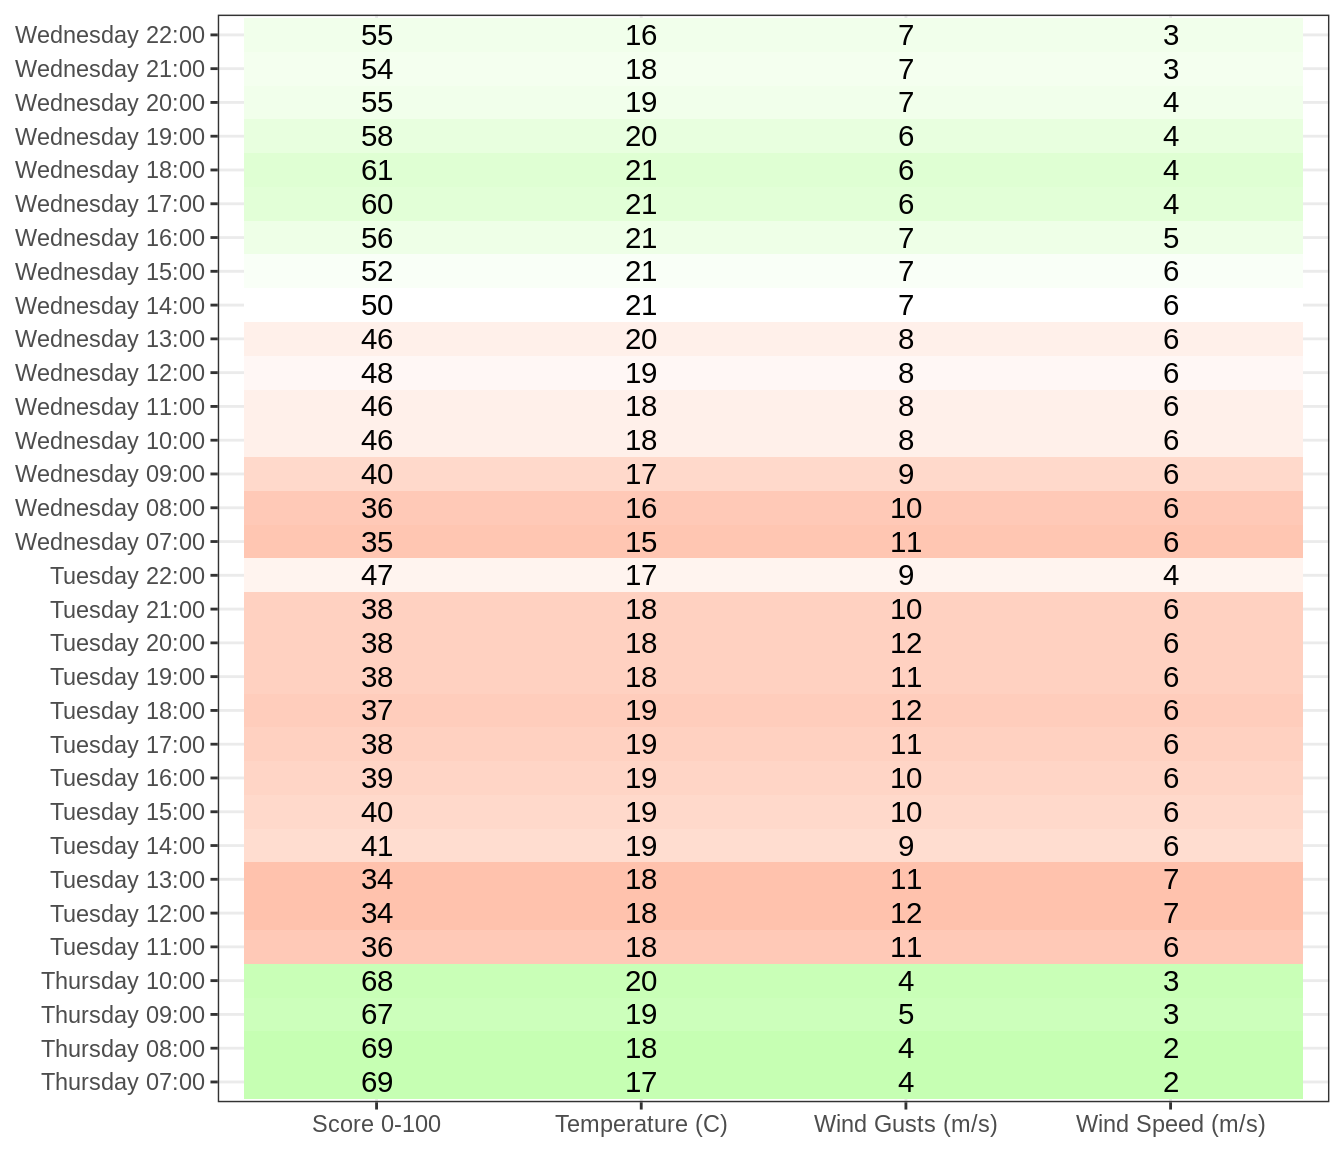 Wednesday 22:00 55 16 7 3
Wednesday 21:00 54 18 7 3
Wednesday 20:00 55 19 7 4
Wednesday 19:00 58 20 6 4
Wednesday 18:00 61 21 6 4
Wednesday 17:00 60 21 6 4
Wednesday 16:00 56 21 7 5
Wednesday 15:00 52 21 7 6
Wednesday 14:00 50 21 7 6
Wednesday 13:00 46 20 8 6
Wednesday 12:00 48 19 8 6
Wednesday 11:00 46 18 8 6
Wednesday 10:00 46 18 8 6
Wednesday 09:00 40 17 9 6
Wednesday 08:00 36 16 10 6
Wednesday 07:00 35 15 11 6
Tuesday 22:00 47 17 9 4
Tuesday 21:00 38 18 10 6
Tuesday 20:00 38 18 12 6
Tuesday 19:00 38 18 11 6
Tuesday 18:00 37 19 12 6
Tuesday 17:00 38 19 11 6
Tuesday 16:00 39 19 10 6
Tuesday 15:00 40 19 10 6
Tuesday 14:00 41 19 9 6
Tuesday 13:00 34 18 11 7
Tuesday 12:00 34 18 12 7
Tuesday 11:00 36 18 11 6
Thursday 10:00 68 20 4 3
Thursday 09:00 67 19 5 3
Thursday 08:00 69 18 4 2
Thursday 07:00 69 17 4 2
Score 0-100 Temperature (C) Wind Gusts (m/s) Wind Speed (m/s)